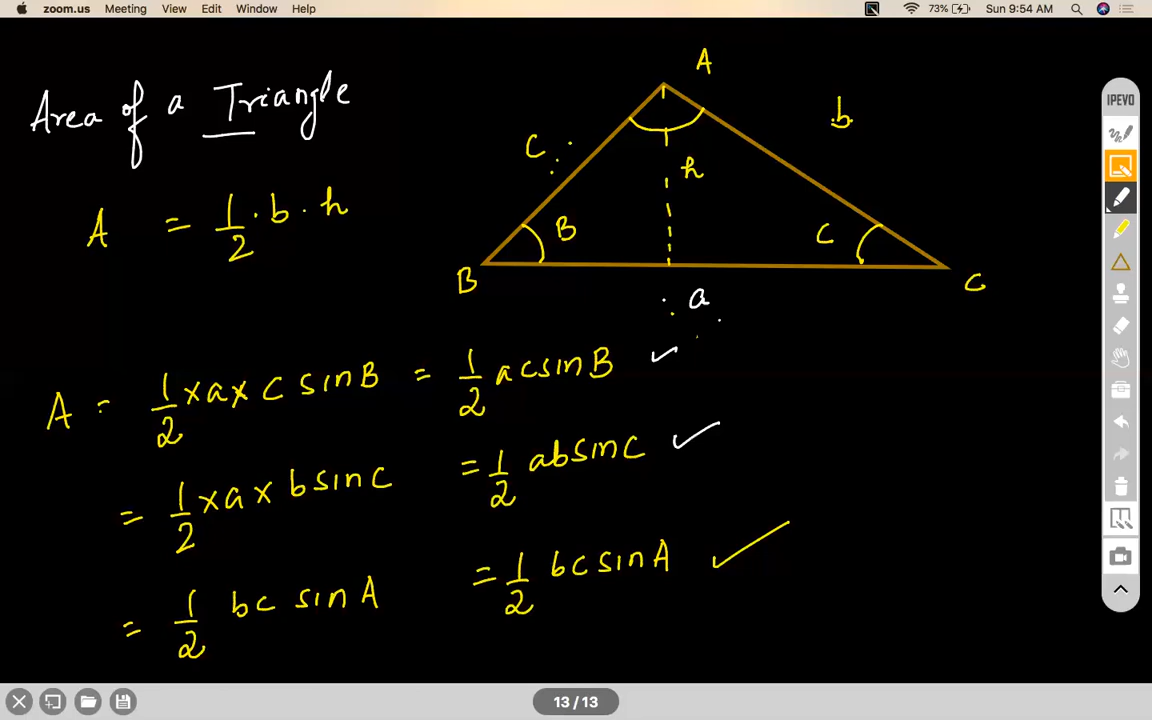 zoom.us Window View Edit Window Help 73% Sun 9:54 AM
Area of a Triangle
A = 1/2 · b · h
A
b
c
h
B
C
B
C
a
IPEVO
A = 1/2 × a × c sin B = 1/2 ac sin B ✓
= 1/2 × a × b sin C = 1/2 ab sin C ✓
= 1/2 bc sin A = 1/2 bc sin A ✓
13 / 13